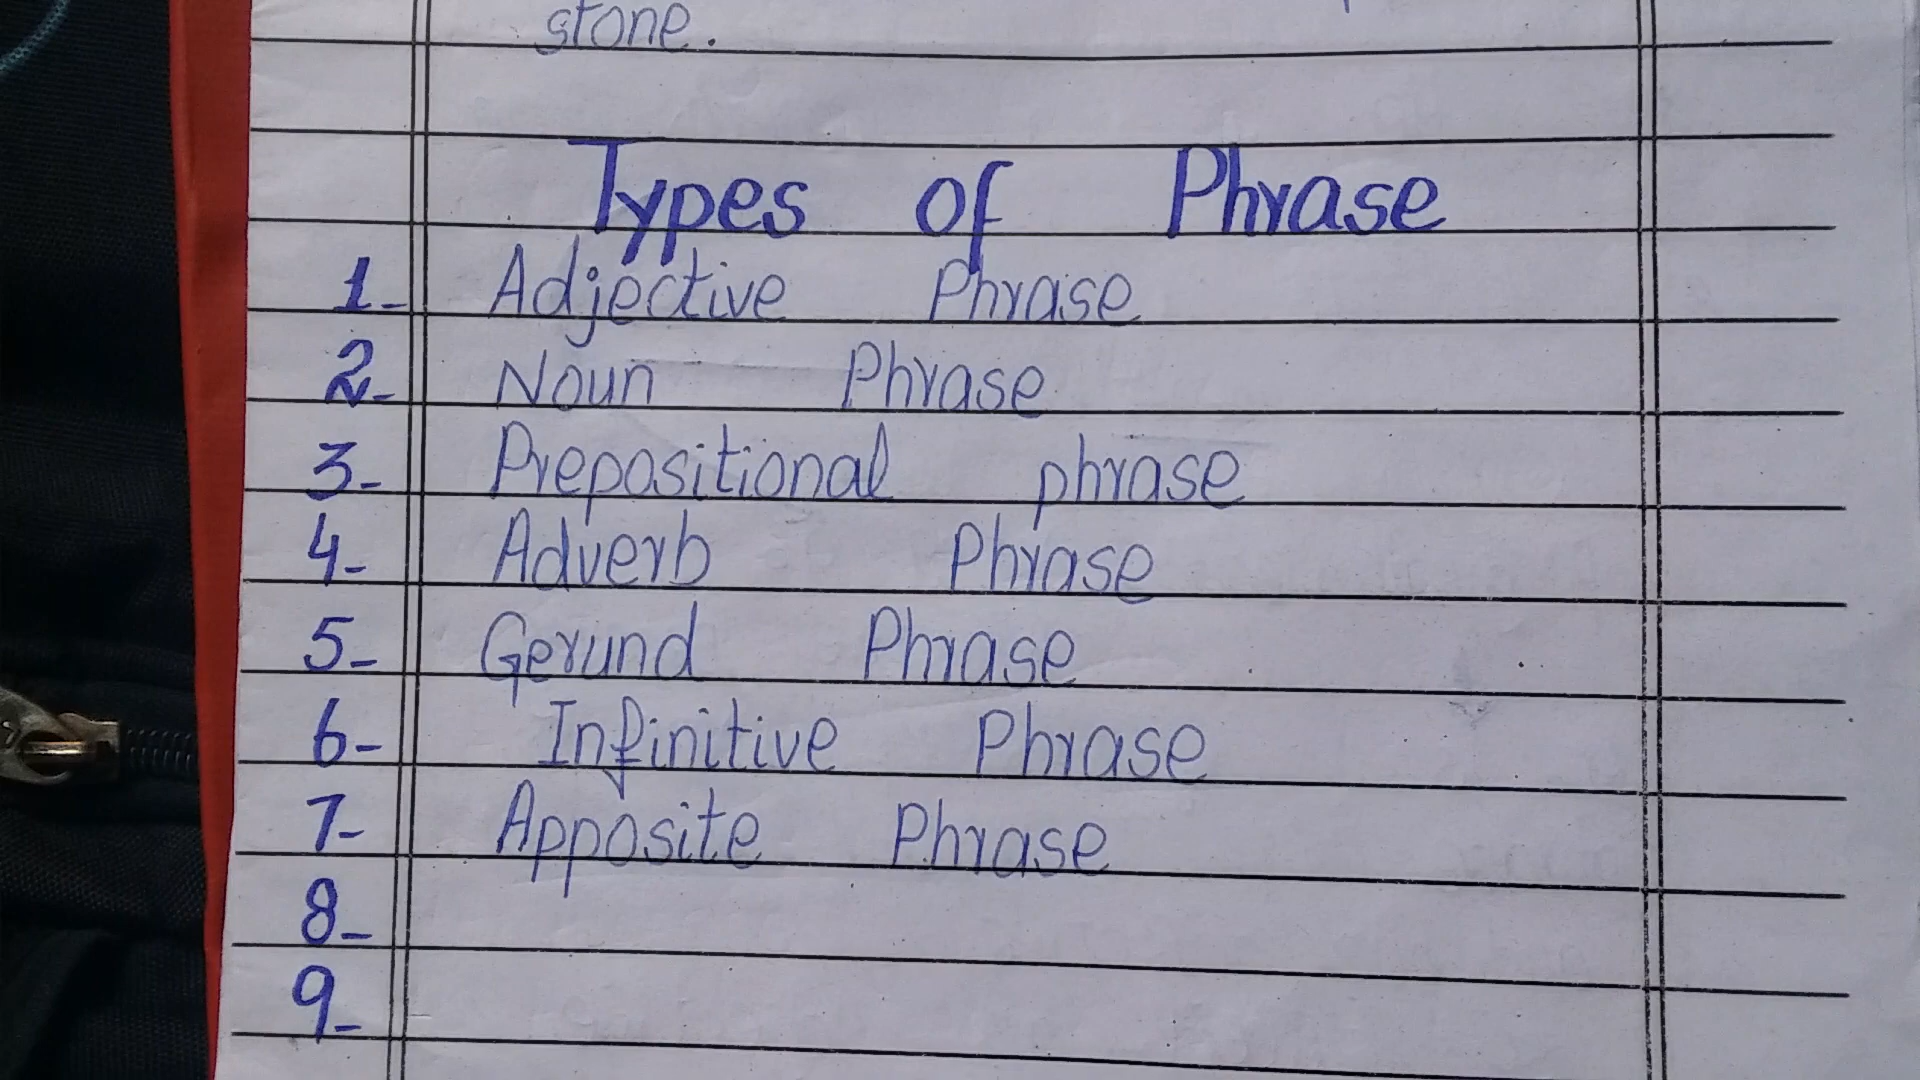 stone.
Types of Phrase
1- Adjective Phrase
2- Noun Phrase
3- Prepositional phrase
4- Adverb Phrase
5- Gerund Phrase
6- Infinitive Phrase
7- Apposite Phrase
8-
9-